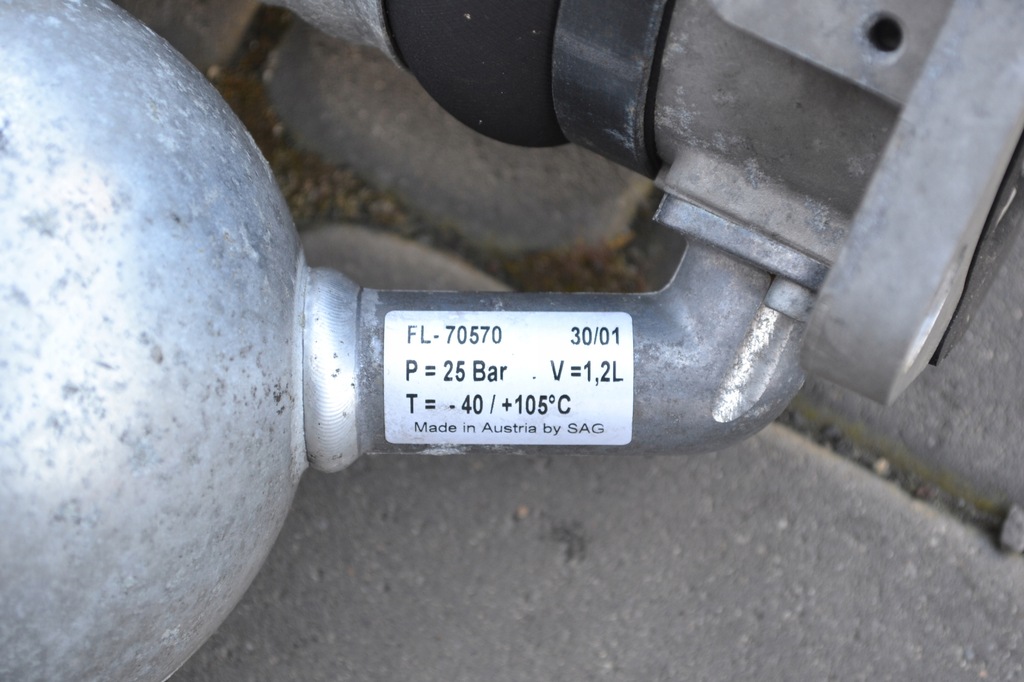 FL-70570 30/01
P = 25 Bar . V =1,2L
T = -40 / +105°C
Made in Austria by SAG